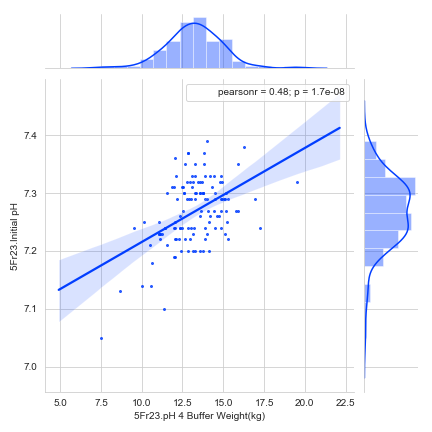 pearsonr = 0.48; p = 1.7e-08
7.4
7.3
7.2
7.1
7.0
5Fr23.Initial pH
5.0 7.5 10.0 12.5 15.0 17.5 20.0 22.5
5Fr23.pH 4 Buffer Weight(kg)